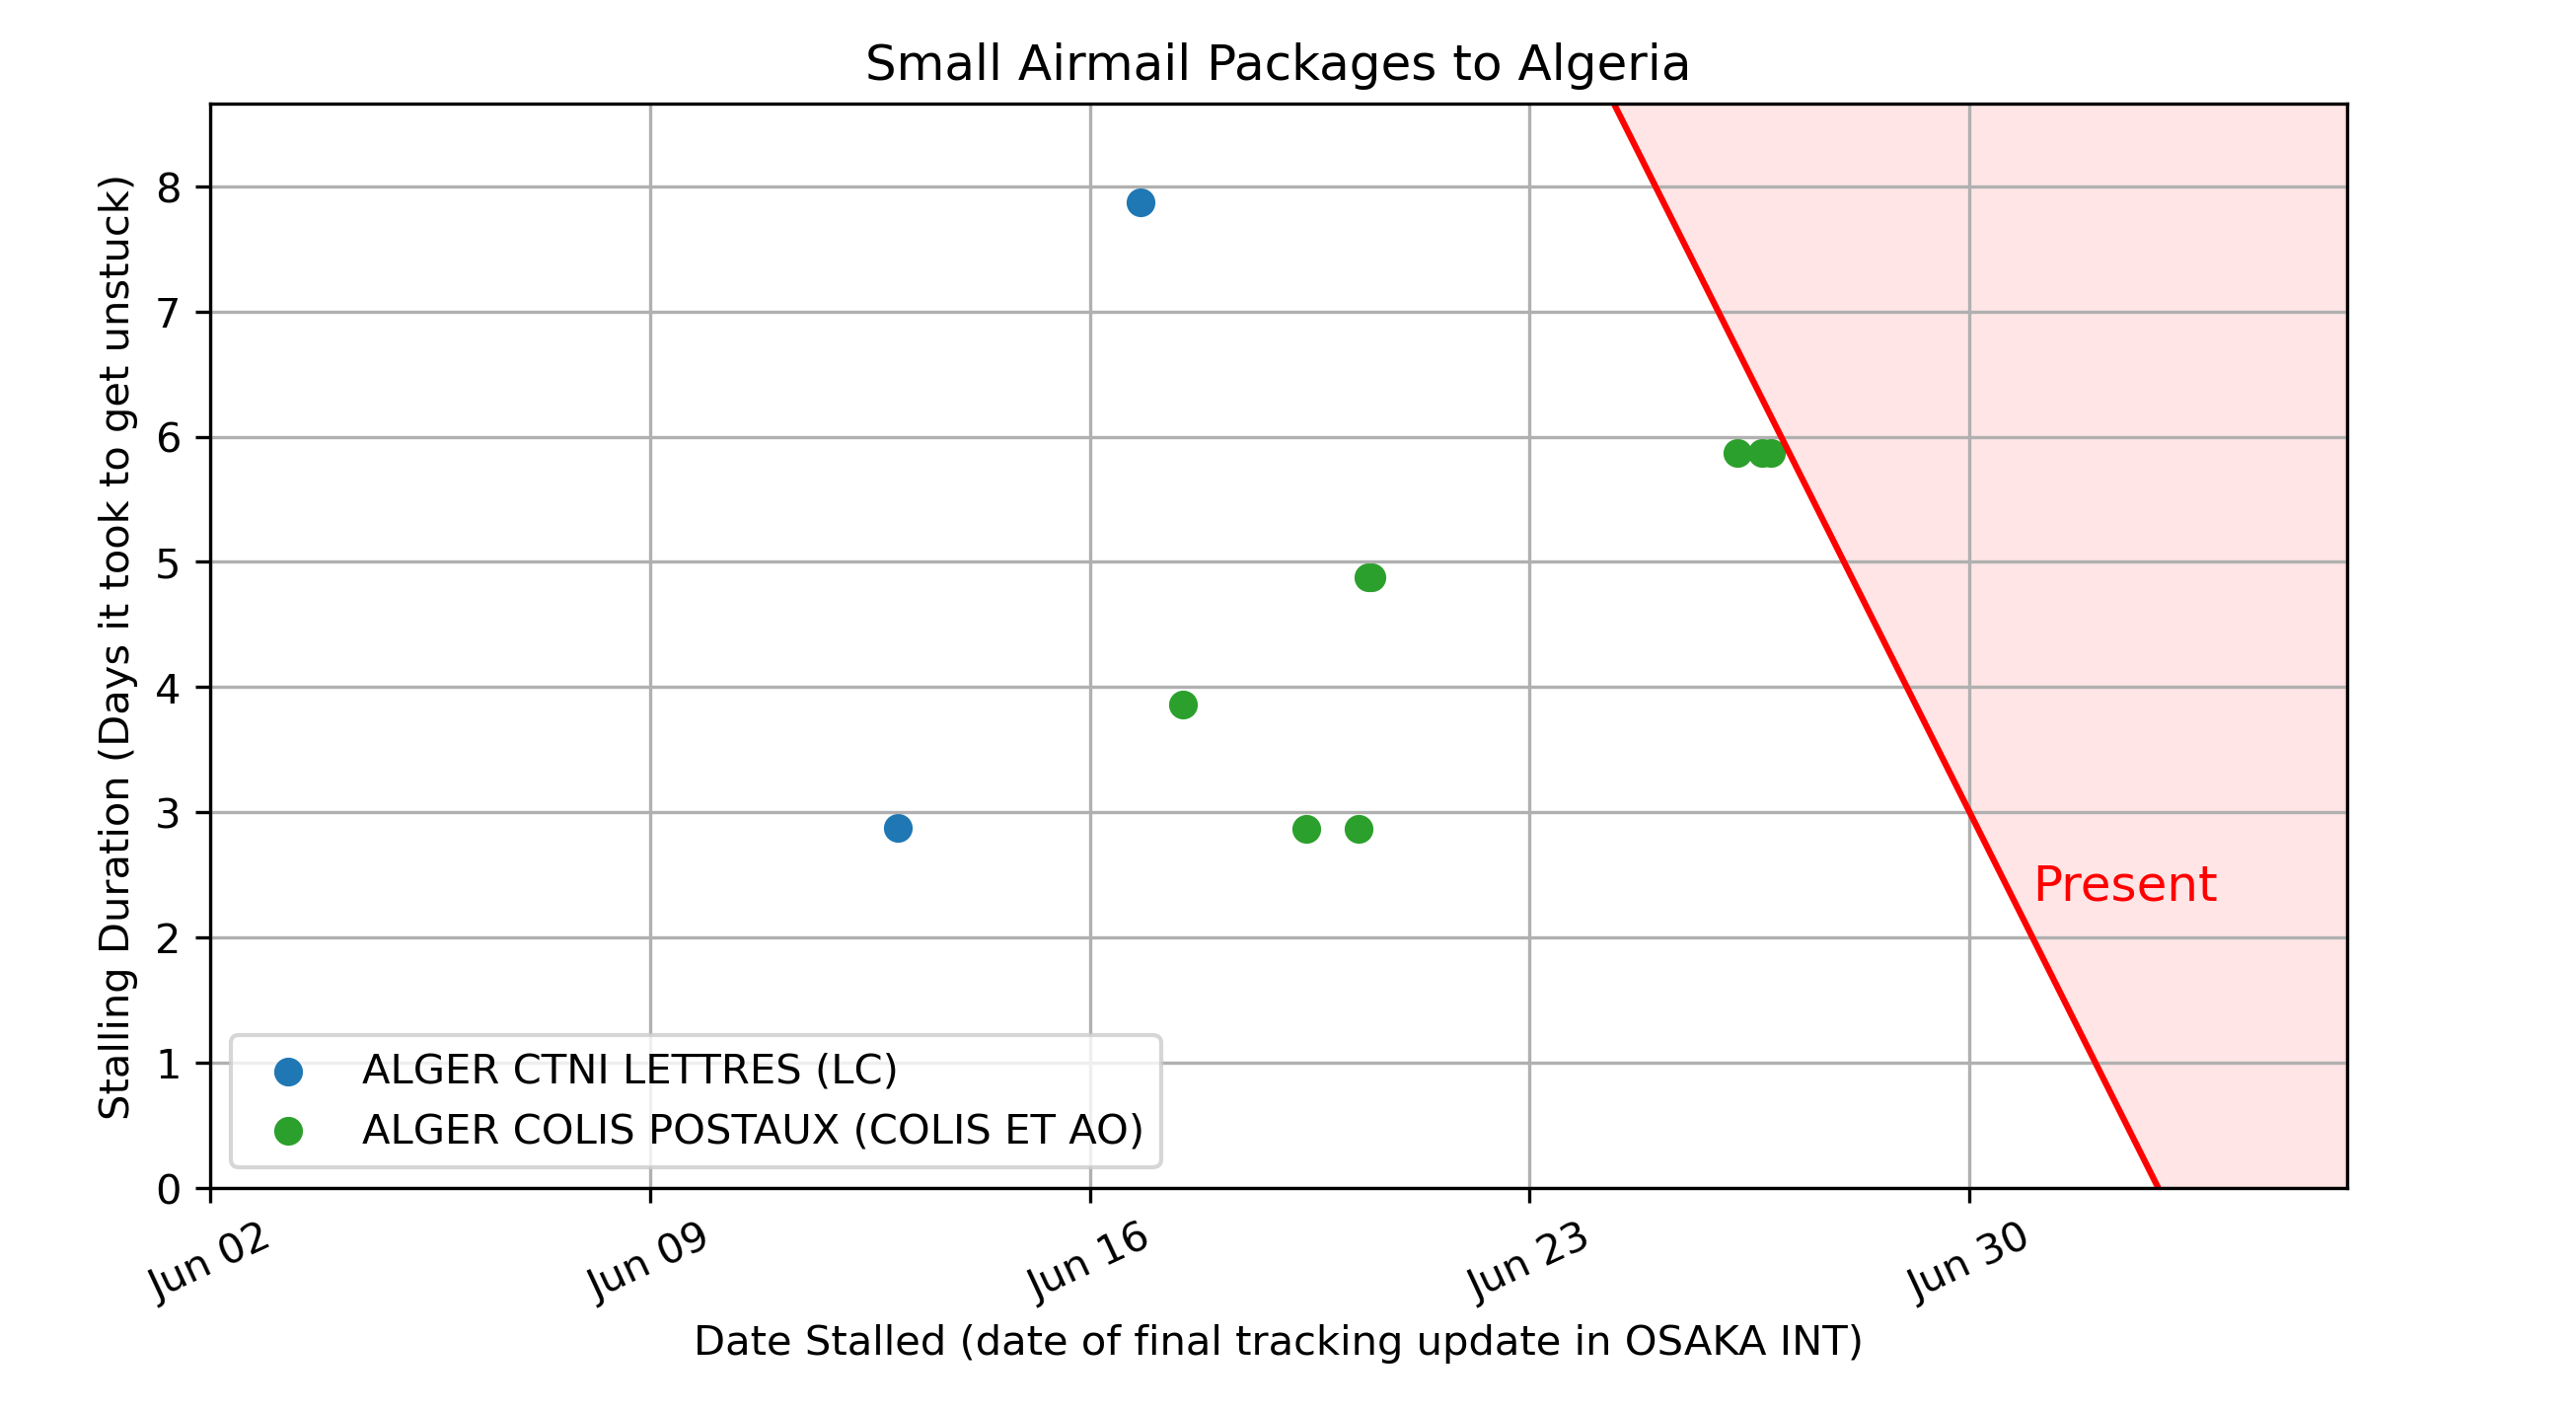 Small Airmail Packages to Algeria
Stalling Duration (Days it took to get unstuck)
8
7
6
5
4
3
2
1
0
Present
ALGER CTNI LETTRES (LC)
ALGER COLIS POSTAUX (COLIS ET AO)
Jun 02
Jun 09
Jun 16
Jun 23
Jun 30
Date Stalled (date of final tracking update in OSAKA INT)